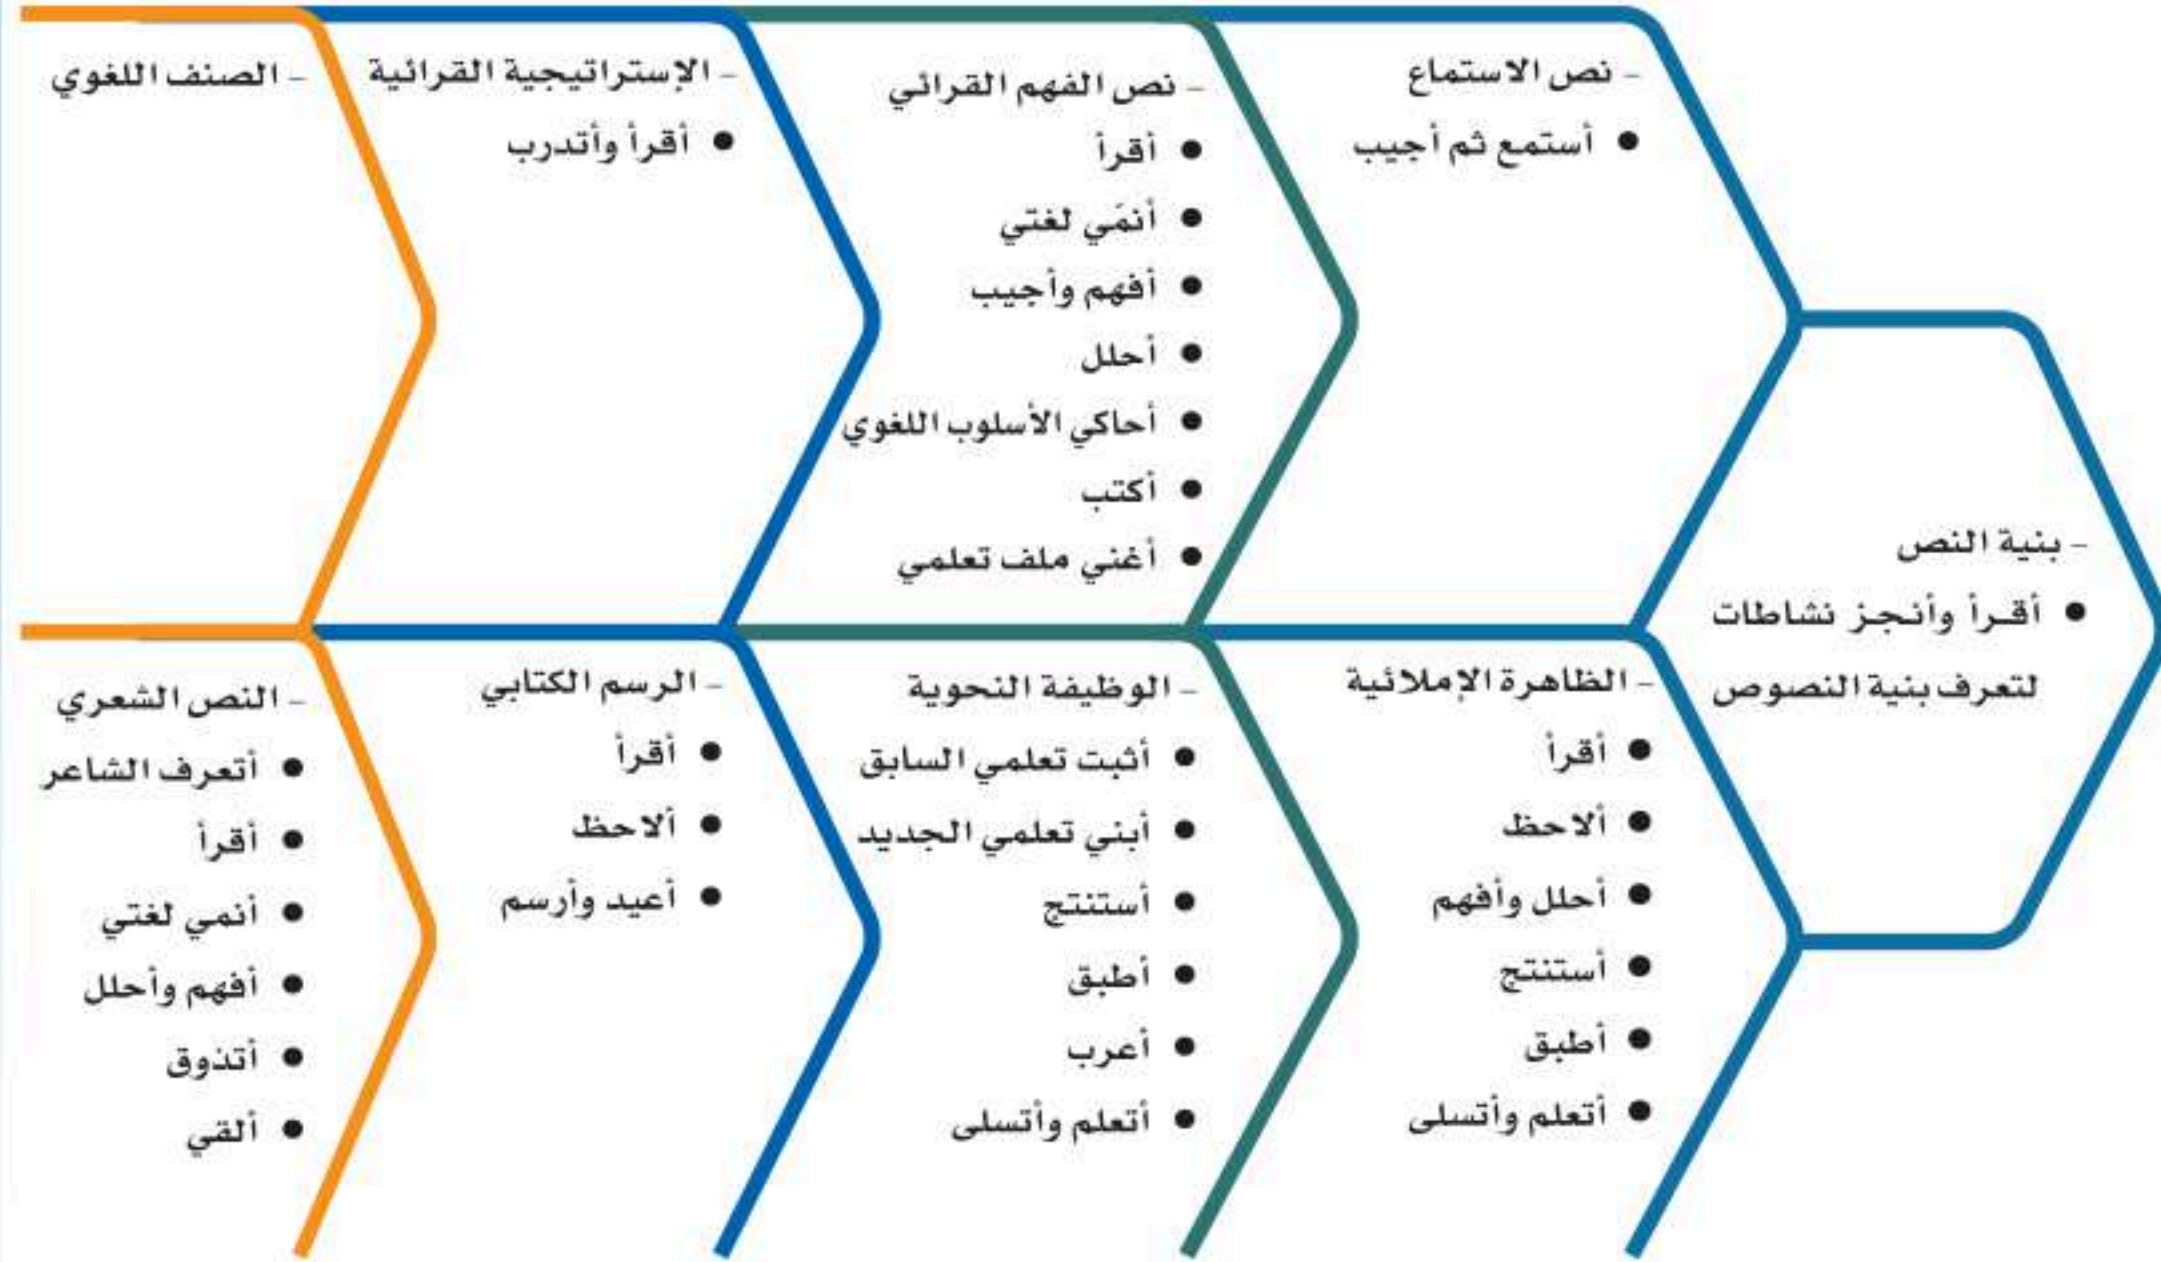 – بنية النص
● أقـرأ وأنـجـز نشاطات
لتعرف بنية النصوص
– نص الاستماع
● أستمع ثم أجيب
– نص الفهم القرائي
● أقرأ
● أنمّي لغتي
● أفهم وأجيب
● أحلل
● أحاكي الأسلوب اللغوي
● أكتب
● أغني ملف تعلمي
– الإستراتيجية القرائية
● أقرأ وأتدرب
– الصنف اللغوي
– الظاهرة الإملائية
● أقرأ
● ألاحظ
● أحلل وأفهم
● أستنتج
● أطبق
● أتعلم وأتسلى
– الوظيفة النحوية
● أثبت تعلمي السابق
● أبني تعلمي الجديد
● أستنتج
● أطبق
● أعرب
● أتعلم وأتسلى
– الرسم الكتابي
● أقرأ
● ألاحظ
● أعيد وأرسم
– النص الشعري
● أتعرف الشاعر
● أقرأ
● أنمي لغتي
● أفهم وأحلل
● أتذوق
● ألقي